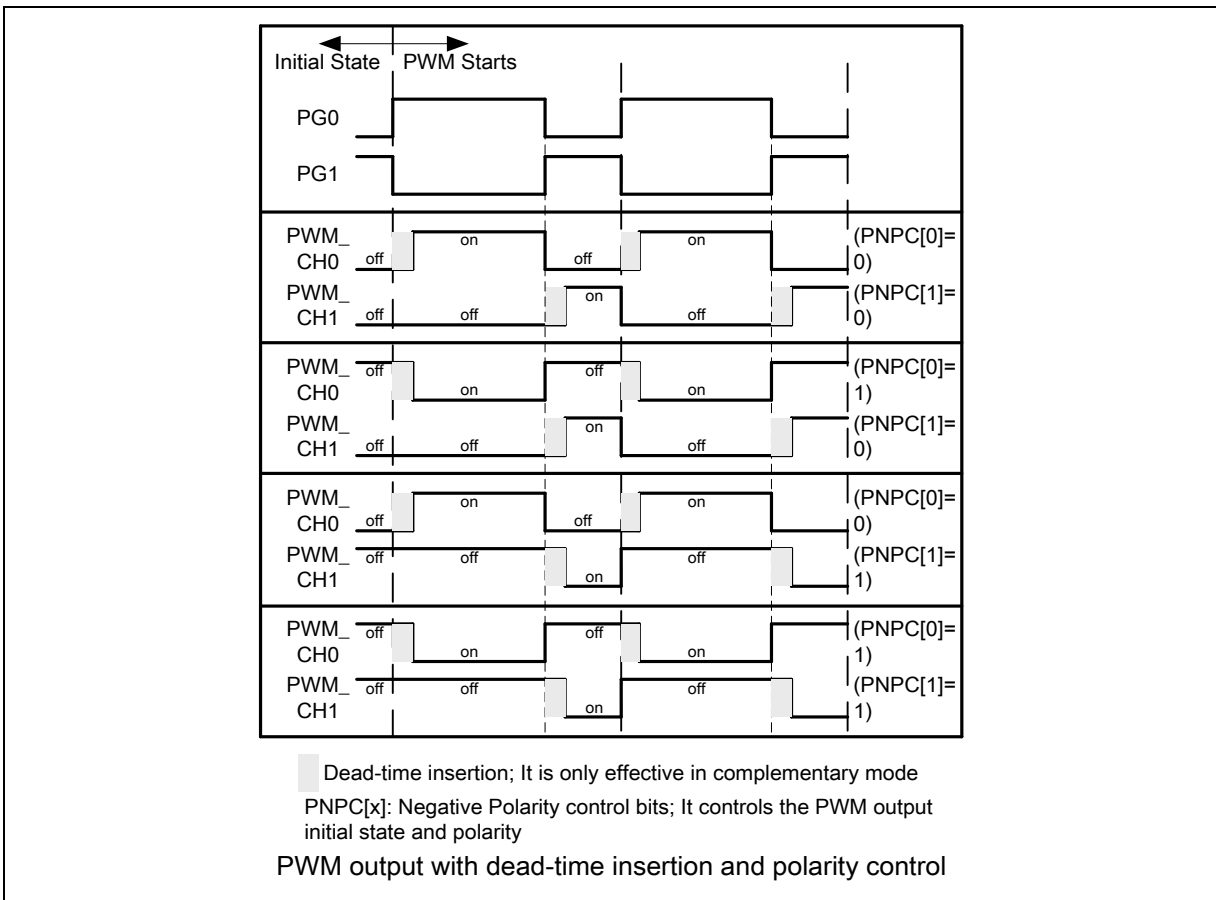 Initial State PWM Starts
PG0
PG1
PWM_
CH0 off on off on (PNPC[0]=
0)
PWM_
CH1 off off on off (PNPC[1]=
0)
PWM_
CH0 off on off on (PNPC[0]=
1)
PWM_
CH1 off off on off (PNPC[1]=
0)
PWM_
CH0 off on off on (PNPC[0]=
0)
PWM_
CH1 off off on off (PNPC[1]=
1)
PWM_
CH0 off on off on (PNPC[0]=
1)
PWM_
CH1 off off on off (PNPC[1]=
1)
Dead-time insertion; It is only effective in complementary mode
PNPC[x]: Negative Polarity control bits; It controls the PWM output
initial state and polarity
PWM output with dead-time insertion and polarity control